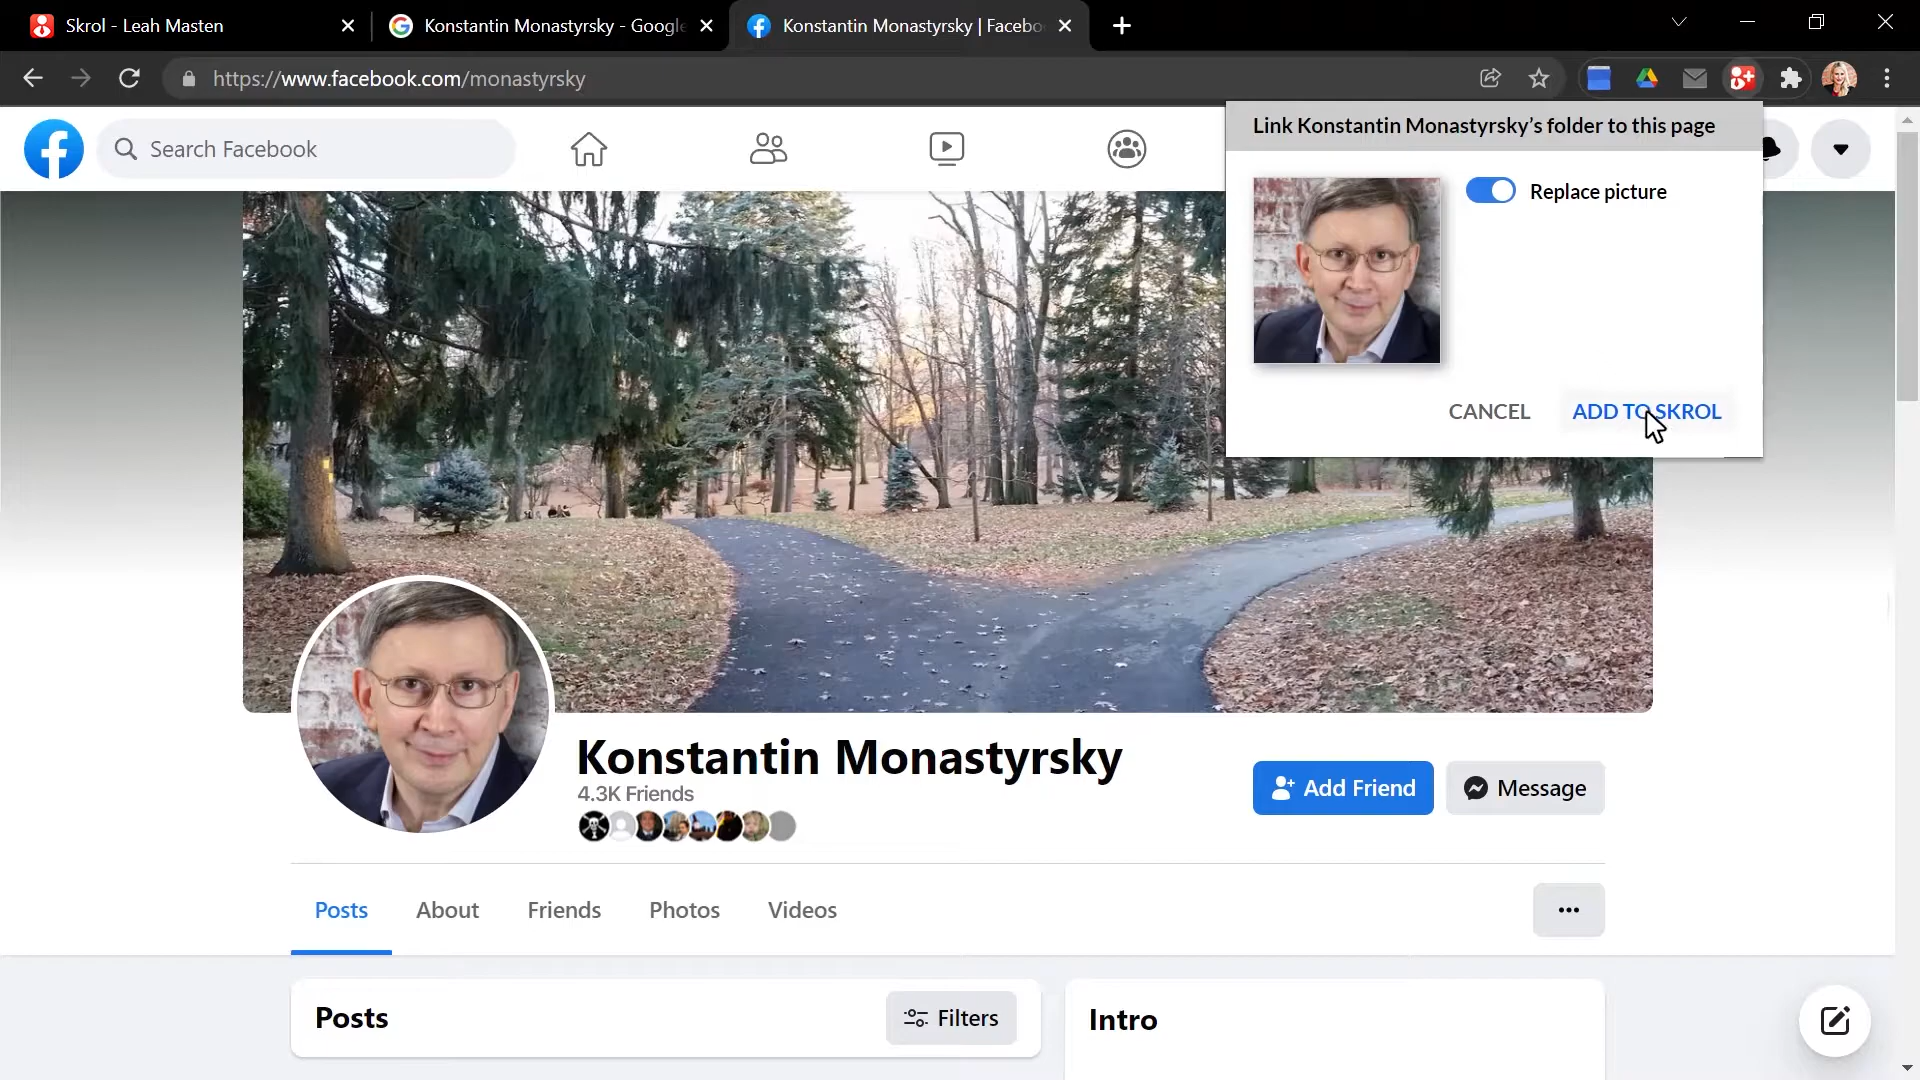 Skrol - Leah Masten
Konstantin Monastyrsky - Google
Konstantin Monastyrsky | Facebo
https://www.facebook.com/monastyrsky
Link Konstantin Monastyrsky's folder to this page
Search Facebook
Replace picture
CANCEL
ADD TO SKROL
Konstantin Monastyrsky
4.3K Friends
Add Friend
Message
Posts
About
Friends
Photos
Videos
Posts
Filters
Intro